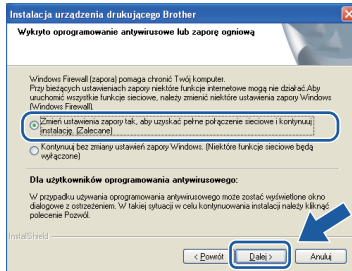 Instalacja urządzenia drukującego Brother
Wykryto oprogramowanie antywirusowe lub zaporę ogniową
Windows Firewall (zapora) pomaga chronić Twój komputer.
Przy bieżących ustawieniach zapory niektóre funkcje internetowe mogą nie działać. Aby
uruchomić wszystkie funkcje sieciowe, należy zmienić niektóre ustawienia zapory Windows
(Windows Firewall).
Zmień ustawienia zapory tak, aby uzyskać pełne połączenie sieciowe i kontynuuj
instalację. (Zalecane)
Kontynuuj bez zmiany ustawień zapory Windows. (Niektóre funkcje sieciowe będą
wyłączone)
Dla użytkowników oprogramowania antywirusowego:
W przypadku używania oprogramowania antywirusowego może zostać wyświetlone okno
dialogowe z ostrzeżeniem. W takiej sytuacji w celu kontynuowania instalacji należy kliknąć
polecenie Pozwól.
InstallShield
< Powrót
Dalej >
Anuluj